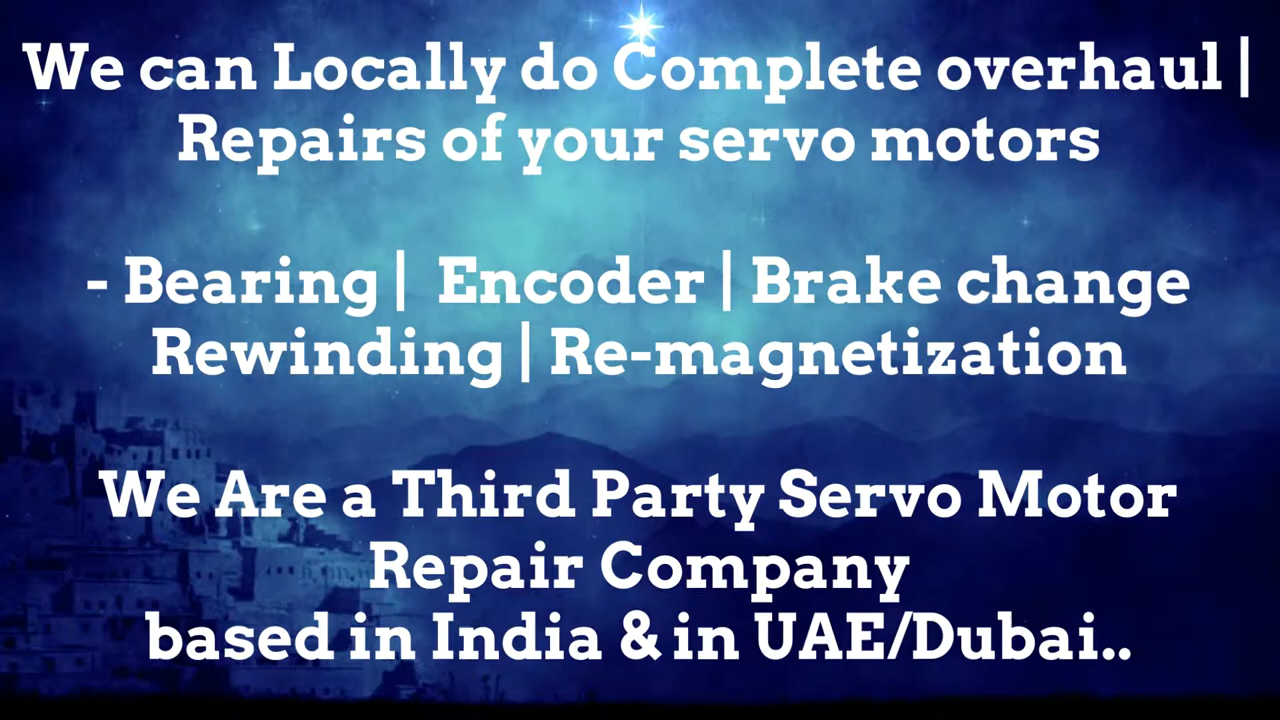 We can Locally do Complete overhaul |
Repairs of your servo motors
- Bearing |  Encoder | Brake change
Rewinding | Re-magnetization
We Are a Third Party Servo Motor
Repair Company
based in India & in UAE/Dubai..